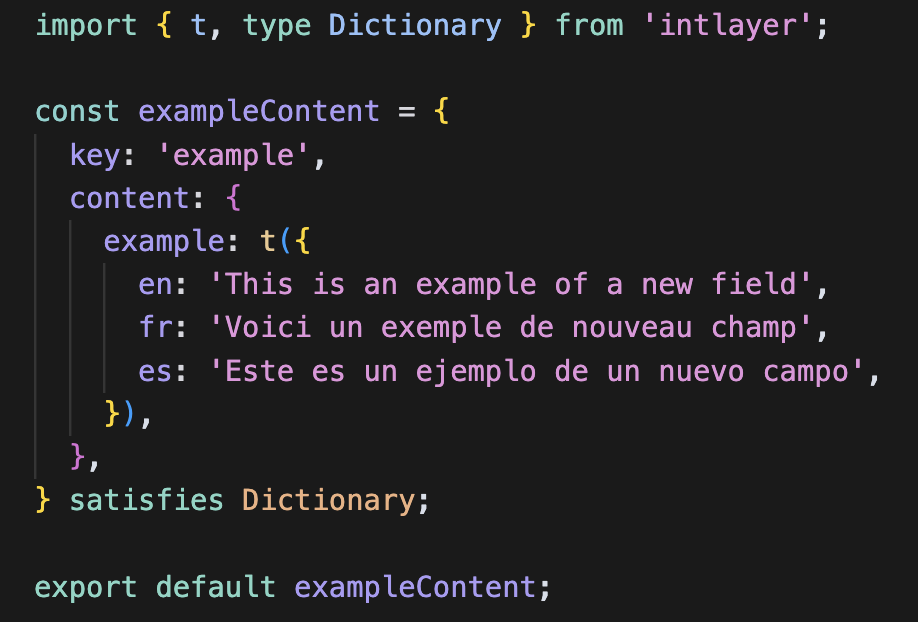 import { t, type Dictionary } from 'intlayer';

const exampleContent = {
  key: 'example',
  content: {
    example: t({
      en: 'This is an example of a new field',
      fr: 'Voici un exemple de nouveau champ',
      es: 'Este es un ejemplo de un nuevo campo',
    }),
  },
} satisfies Dictionary;

export default exampleContent;